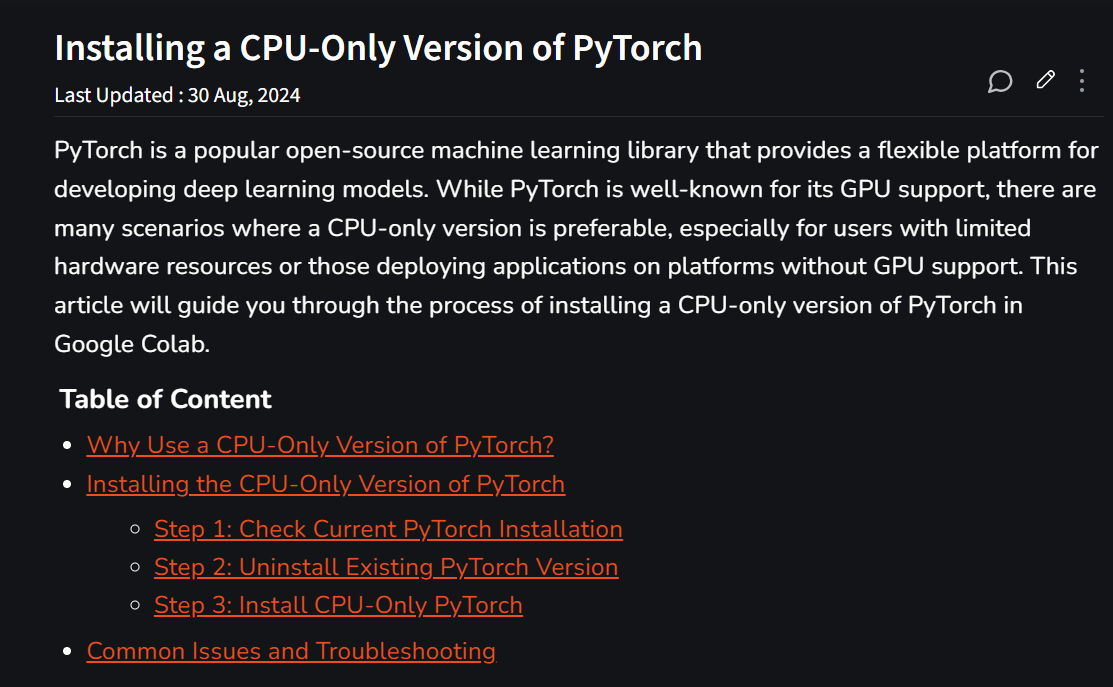 Installing a CPU-Only Version of PyTorch
Last Updated : 30 Aug, 2024
PyTorch is a popular open-source machine learning library that provides a flexible platform for
developing deep learning models. While PyTorch is well-known for its GPU support, there are
many scenarios where a CPU-only version is preferable, especially for users with limited
hardware resources or those deploying applications on platforms without GPU support. This
article will guide you through the process of installing a CPU-only version of PyTorch in
Google Colab.
Table of Content
Why Use a CPU-Only Version of PyTorch?
Installing the CPU-Only Version of PyTorch
Step 1: Check Current PyTorch Installation
Step 2: Uninstall Existing PyTorch Version
Step 3: Install CPU-Only PyTorch
Common Issues and Troubleshooting